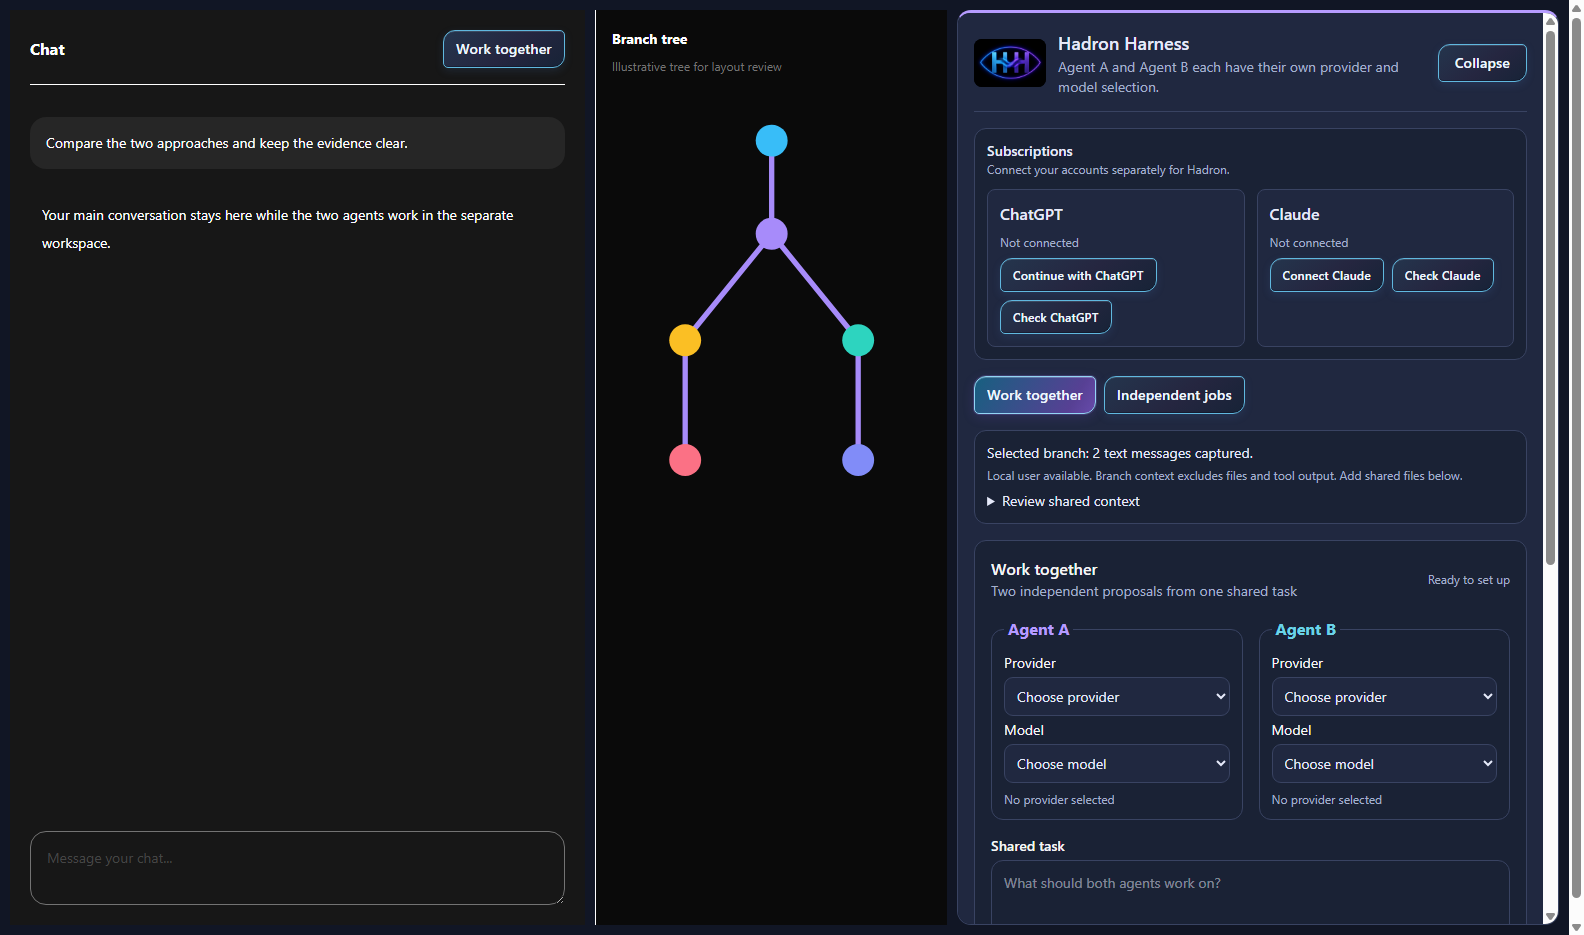 Chat
Work together
Compare the two approaches and keep the evidence clear.
Your main conversation stays here while the two agents work in the separate
workspace.
Message your chat...
Branch tree
Illustrative tree for layout review
HH
Hadron Harness
Agent A and Agent B each have their own provider and
model selection.
Collapse
Subscriptions
Connect your accounts separately for Hadron.
ChatGPT
Not connected
Continue with ChatGPT
Check ChatGPT
Claude
Not connected
Connect Claude
Check Claude
Work together
Independent jobs
Selected branch: 2 text messages captured.
Local user available. Branch context excludes files and tool output. Add shared files below.
Review shared context
Work together
Two independent proposals from one shared task
Ready to set up
Agent A
Provider
Choose provider
Model
Choose model
No provider selected
Agent B
Provider
Choose provider
Model
Choose model
No provider selected
Shared task
What should both agents work on?